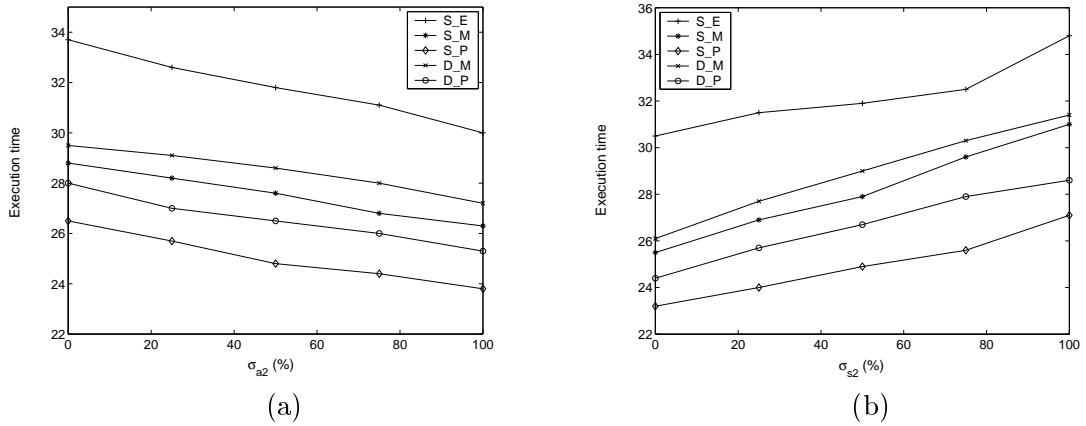 34
32
30
28
26
24
22
0
20
40
60
80
100
Execution time
σa2 (%)
S_E
S_M
S_P
D_M
D_P
(a)
36
34
32
30
28
26
24
22
0
20
40
60
80
100
Execution time
σs2 (%)
S_E
S_M
S_P
D_M
D_P
(b)